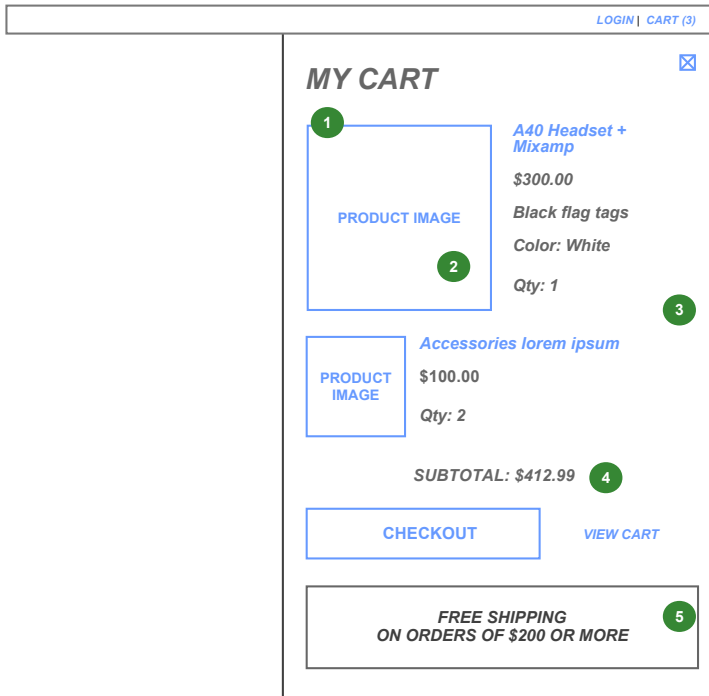 LOGIN | CART (3)
MY CART
1
PRODUCT IMAGE
2
A40 Headset +
Mixamp
$300.00
Black flag tags
Color: White
Qty: 1
3
PRODUCT
IMAGE
Accessories lorem ipsum
$100.00
Qty: 2
SUBTOTAL: $412.99
4
CHECKOUT
VIEW CART
FREE SHIPPING
ON ORDERS OF $200 OR MORE
5